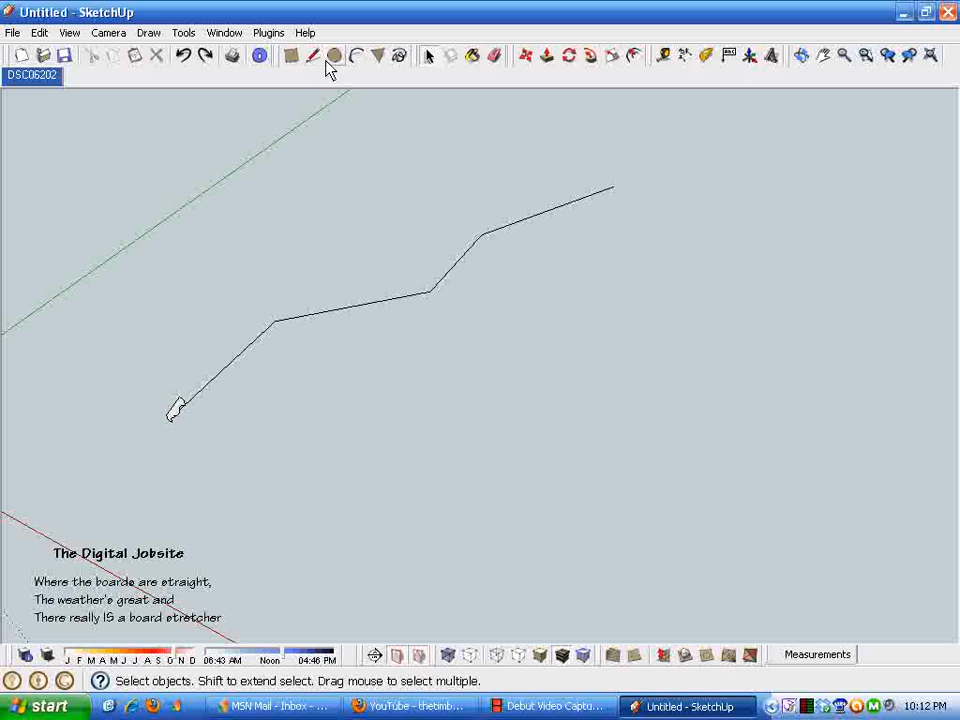 Untitled - SketchUp
File Edit View Camera Draw Tools Window Plugins Help
DSC06202
The Digital Jobsite
Where the boards are straight,
The weather's great and
There really IS a board stretcher
J F M A M J J A S O N D 06:43 AM Noon 04:46 PM Measurements
Select objects. Shift to extend select. Drag mouse to select multiple.
start MSN Mail - Inbox - ... YouTube - thetimb... Debut Video Captu... Untitled - SketchUp 10:12 PM